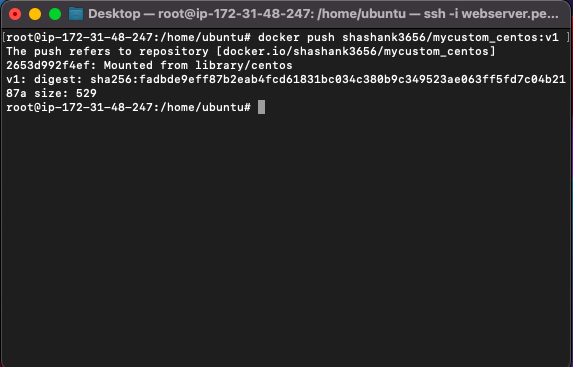 Desktop — root@ip-172-31-48-247: /home/ubuntu — ssh -i webserver.pe...
[root@ip-172-31-48-247:/home/ubuntu# docker push shashank3656/mycustom_centos:v1 ]
The push refers to repository [docker.io/shashank3656/mycustom_centos]
2653d992f4ef: Mounted from library/centos
v1: digest: sha256:fadbde9eff87b2eab4fcd61831bc034c380b9c349523ae063ff5fd7c04b21
87a size: 529
root@ip-172-31-48-247:/home/ubuntu#